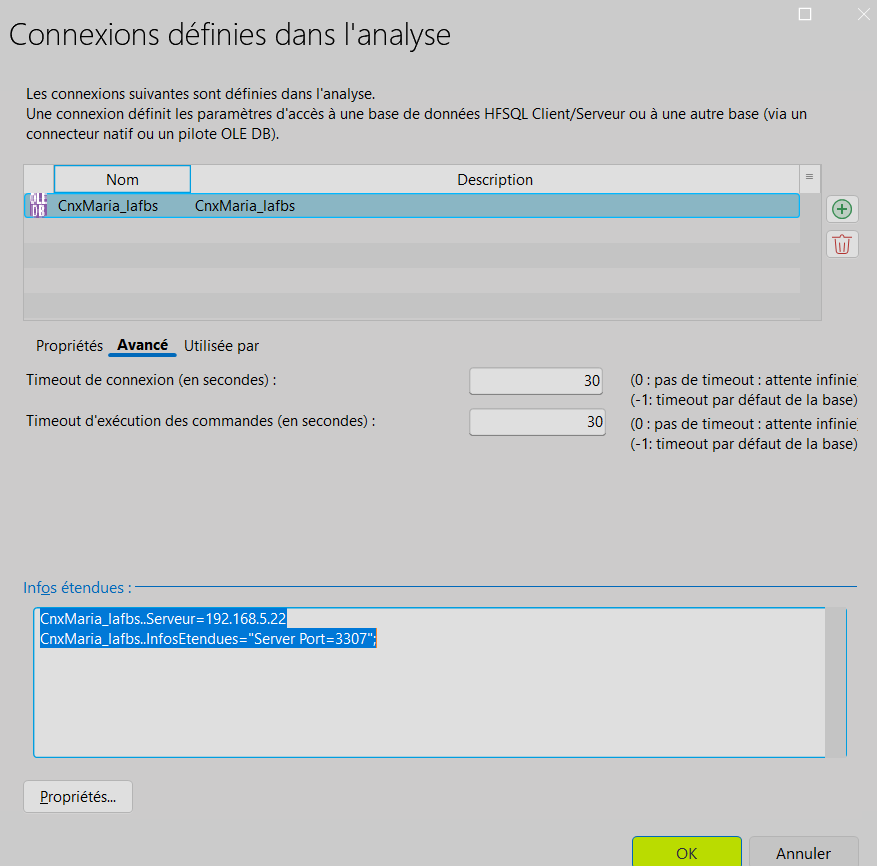 Connexions définies dans l'analyse
Les connexions suivantes sont définies dans l'analyse.
Une connexion définit les paramètres d'accès à une base de données HFSQL Client/Serveur ou à une autre base (via un
connecteur natif ou un pilote OLE DB).
Nom Description
OLE DB CnxMaria_lafbs CnxMaria_lafbs
Propriétés Avancé Utilisée par
Timeout de connexion (en secondes) : 30 (0 : pas de timeout : attente infinie
(-1: timeout par défaut de la base)
Timeout d'exécution des commandes (en secondes) : 30 (0 : pas de timeout : attente infinie
(-1: timeout par défaut de la base)
Infos étendues :
CnxMaria_lafbs..Serveur=192.168.5.22
CnxMaria_lafbs..InfosEtendues="Server Port=3307";
Propriétés...
OK Annuler